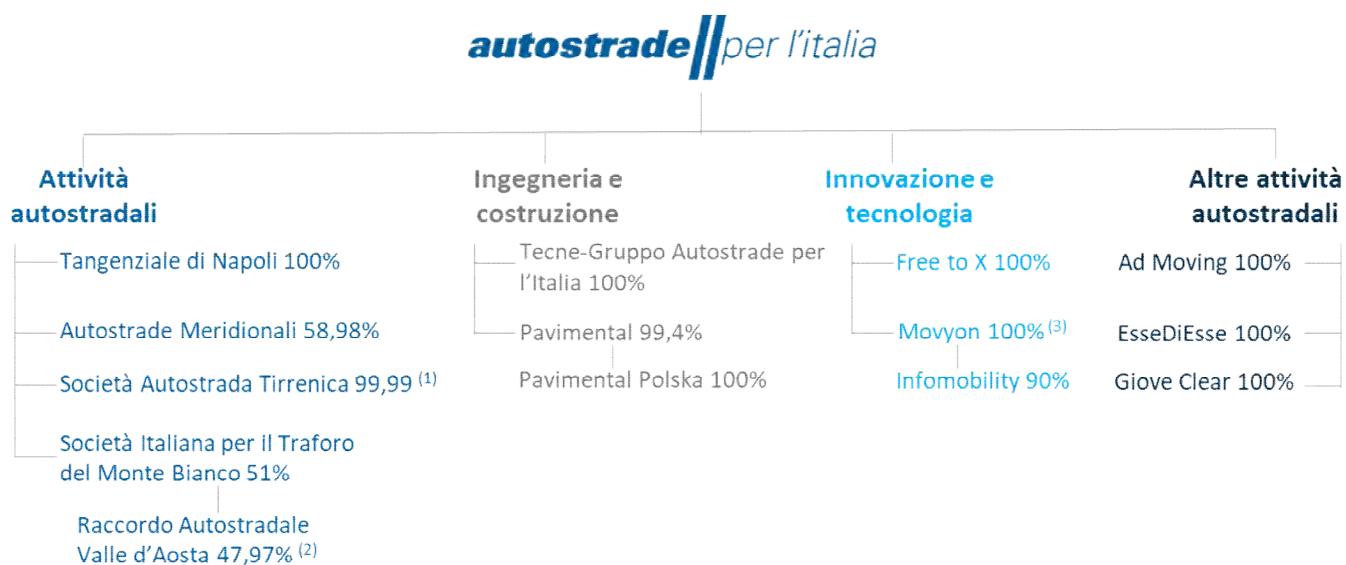 autostrade per l'italia
Attività
autostradali
Tangenziale di Napoli 100%
Autostrade Meridionali 58,98%
Società Autostrada Tirrenica 99,99 (1)
Società Italiana per il Traforo
del Monte Bianco 51%
Raccordo Autostradale
Valle d'Aosta 47,97% (2)
Ingegneria e
costruzione
Tecne-Gruppo Autostrade per
l'Italia 100%
Pavimental 99,4%
Pavimental Polska 100%
Innovazione e
tecnologia
Free to X 100%
Movyon 100% (3)
Infomobility 90%
Altre attività
autostradali
Ad Moving 100%
EsseDiEsse 100%
Giove Clear 100%